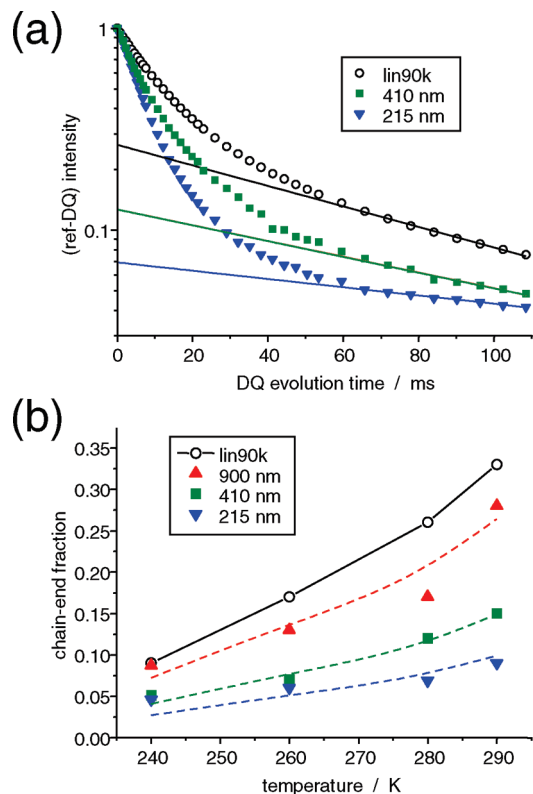 (a)
1
0.1
(ref-DQ) intensity
lin90k
410 nm
215 nm
0 20 40 60 80 100
DQ evolution time / ms
(b)
0.35
0.30
0.25
0.20
0.15
0.10
0.05
0.00
chain-end fraction
lin90k
900 nm
410 nm
215 nm
240 250 260 270 280 290
temperature / K